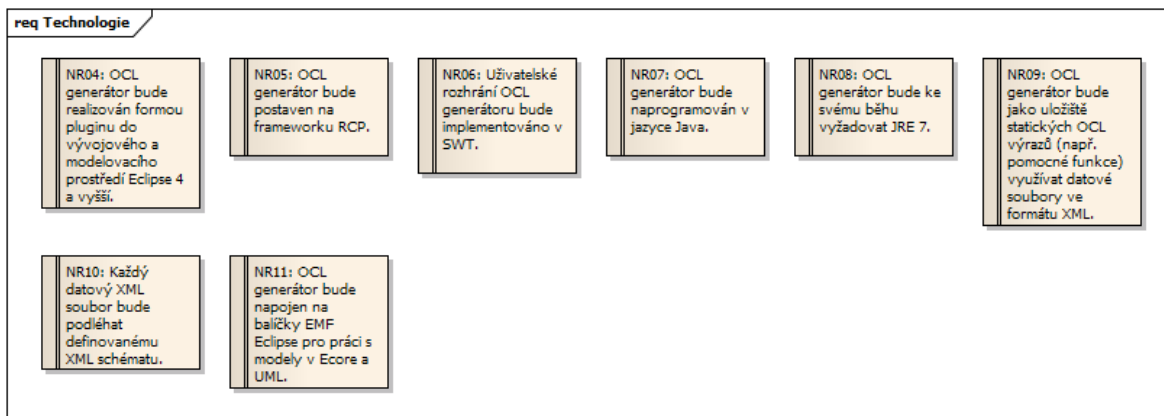 req Technologie
NR04: OCL
generátor bude
realizován formou
pluginu do
vývojového a
modelovacího
prostředí Eclipse 4
a vyšší.
NR05: OCL
generátor bude
postaven na
frameworku RCP.
NR06: Uživatelské
rozhrání OCL
generátoru bude
implementováno v
SWT.
NR07: OCL
generátor bude
naprogramován v
jazyce Java.
NR08: OCL
generátor bude ke
svému běhu
vyžadovat JRE 7.
NR09: OCL
generátor bude
jako uložiště
statických OCL
výrazů (např.
pomocné funkce)
využívat datové
soubory ve
formátu XML.
NR10: Každý
datový XML
soubor bude
podléhat
definovanému
XML schématu.
NR11: OCL
generátor bude
napojen na
balíčky EMF
Eclipse pro práci s
modely v Ecore a
UML.